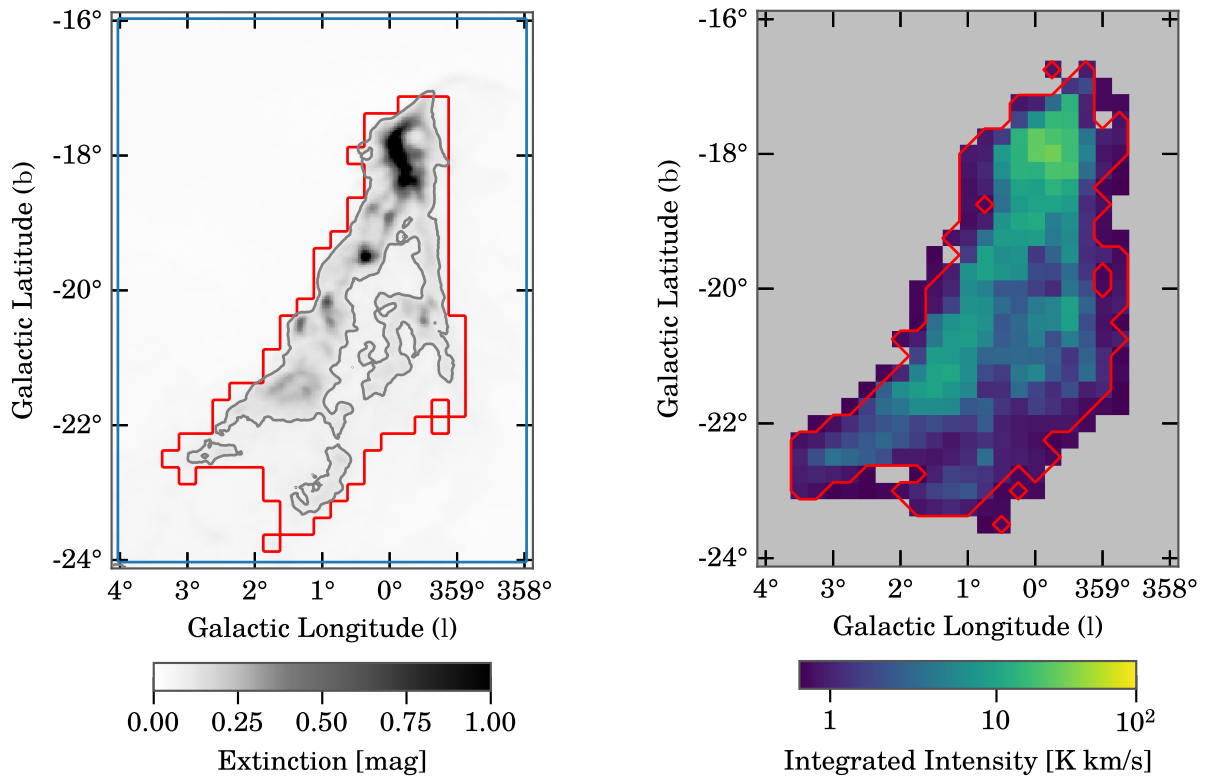 -16°
-18°
-20°
-22°
-24°
Galactic Latitude (b)
4° 3° 2° 1° 0° 359° 358°
Galactic Longitude (l)
0.00 0.25 0.50 0.75 1.00
Extinction [mag]
-16°
-18°
-20°
-22°
-24°
Galactic Latitude (b)
4° 3° 2° 1° 0° 359° 358°
Galactic Longitude (l)
1 10 10²
Integrated Intensity [K km/s]